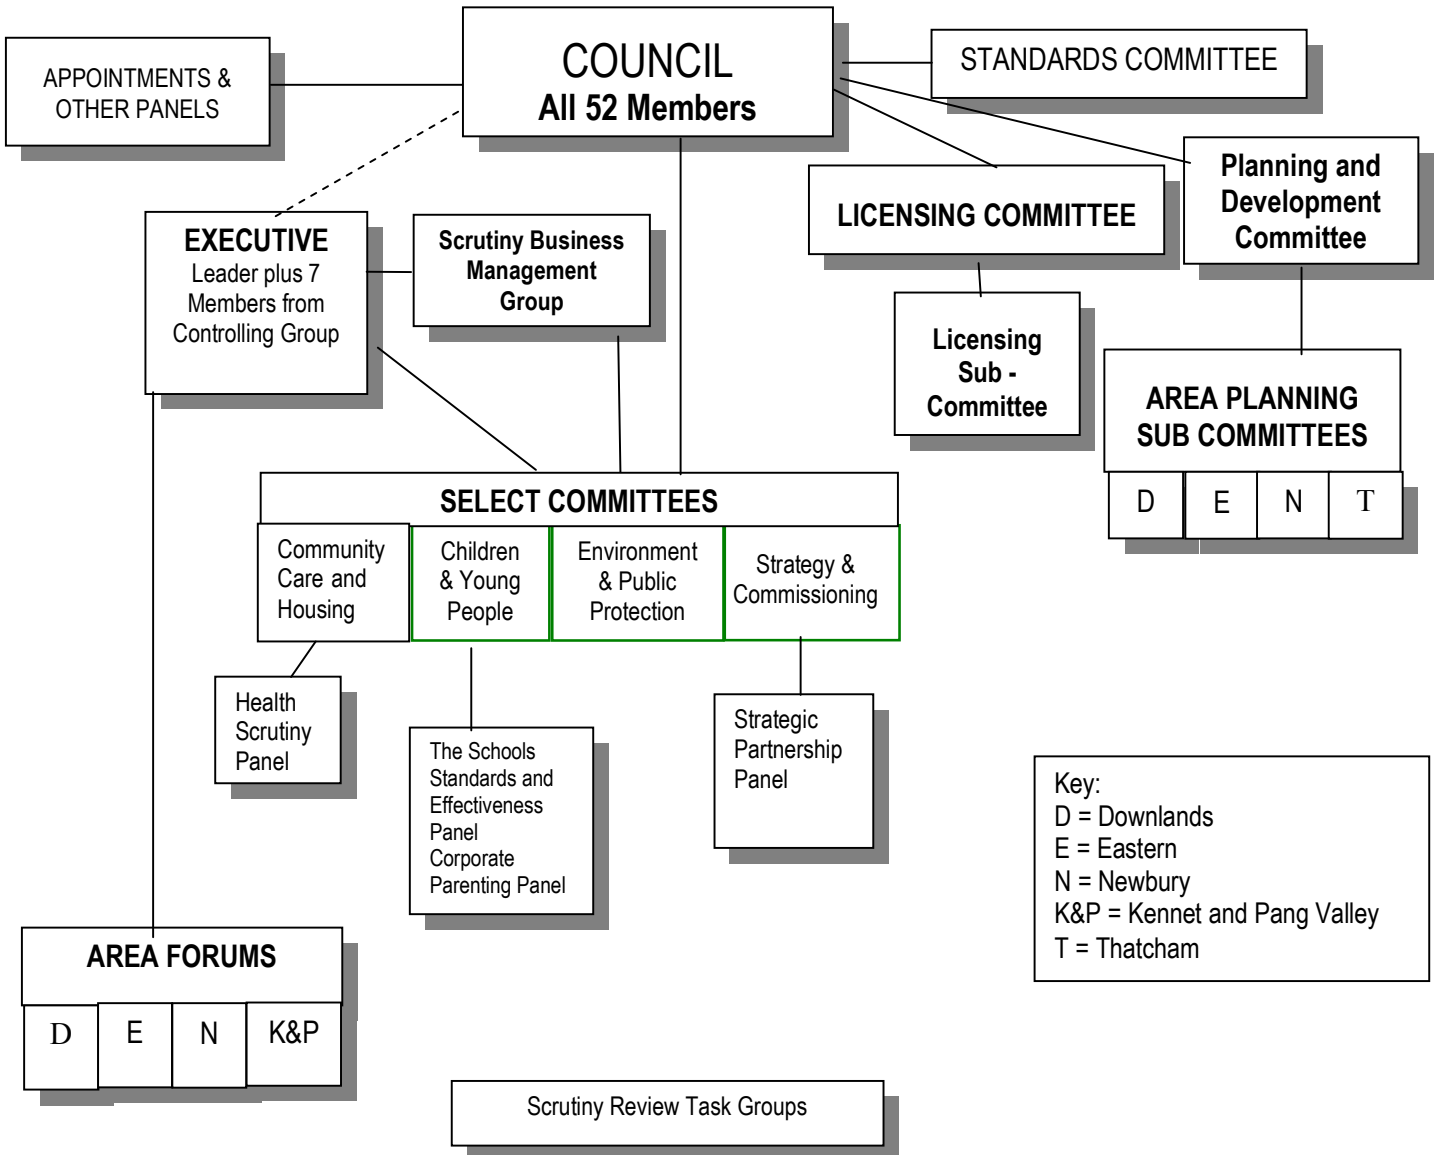 COUNCIL
All 52 Members
APPOINTMENTS &
OTHER PANELS
STANDARDS COMMITTEE
Planning and
Development
Committee
LICENSING COMMITTEE
EXECUTIVE
Leader plus 7
Members from
Controlling Group
Scrutiny Business
Management
Group
Licensing
Sub -
Committee
AREA PLANNING
SUB COMMITTEES
D
E
N
T
SELECT COMMITTEES
Community
Care and
Housing
Children
& Young
People
Environment
& Public
Protection
Strategy &
Commissioning
Health
Scrutiny
Panel
The Schools
Standards and
Effectiveness
Panel
Corporate
Parenting Panel
Strategic
Partnership
Panel
Key:
D = Downlands
E = Eastern
N = Newbury
K&P = Kennet and Pang Valley
T = Thatcham
AREA FORUMS
D
E
N
K&P
Scrutiny Review Task Groups